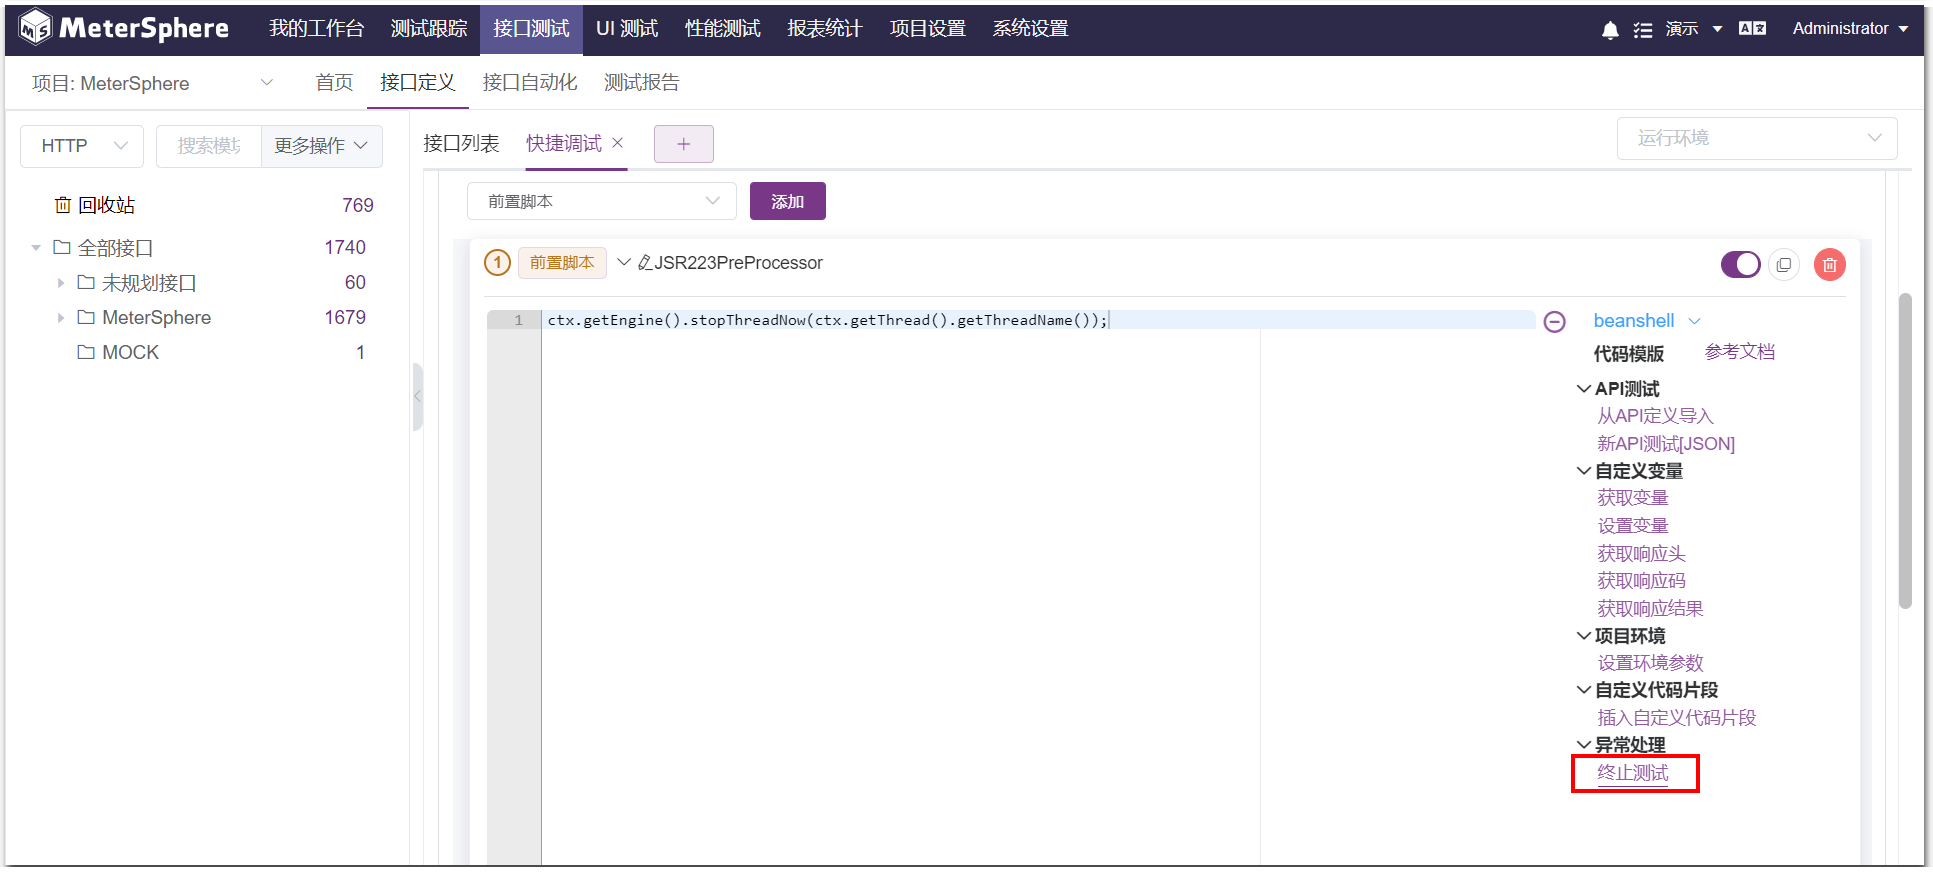 MeterSphere 我的工作台 测试跟踪 接口测试 UI 测试 性能测试 报表统计 项目设置 系统设置 演示 Administrator
项目: MeterSphere 首页 接口定义 接口自动化 测试报告
HTTP 搜索模块 更多操作
回收站 769
全部接口 1740
未规划接口 60
MeterSphere 1679
MOCK 1
接口列表 快捷调试 × + 运行环境
前置脚本 添加
1 前置脚本 JSR223PreProcessor
1 ctx.getEngine().stopThreadNow(ctx.getThread().getThreadName());
beanshell
代码模版 参考文档
API测试
从API定义导入
新API测试[JSON]
自定义变量
获取变量
设置变量
获取响应头
获取响应码
获取响应结果
项目环境
设置环境参数
自定义代码片段
插入自定义代码片段
异常处理
终止测试